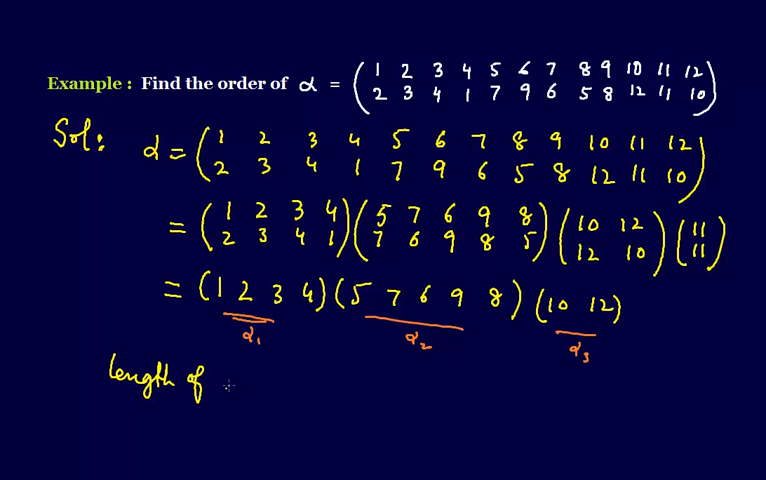 Example : Find the order of α = ( 1 2 3 4 5 6 7 8 9 10 11 12 )
( 2 3 4 1 7 9 6 5 8 12 11 10 )
Sol: α = ( 1 2 3 4 5 6 7 8 9 10 11 12 )
( 2 3 4 1 7 9 6 5 8 12 11 10 )
= ( 1 2 3 4 ) ( 5 7 6 9 8 ) ( 10 12 ) ( 11 )
( 2 3 4 1 ) ( 7 6 9 8 5 ) ( 12 10 ) ( 11 )
= (1 2 3 4) (5 7 6 9 8) (10 12)
α1 α2 α3
length of